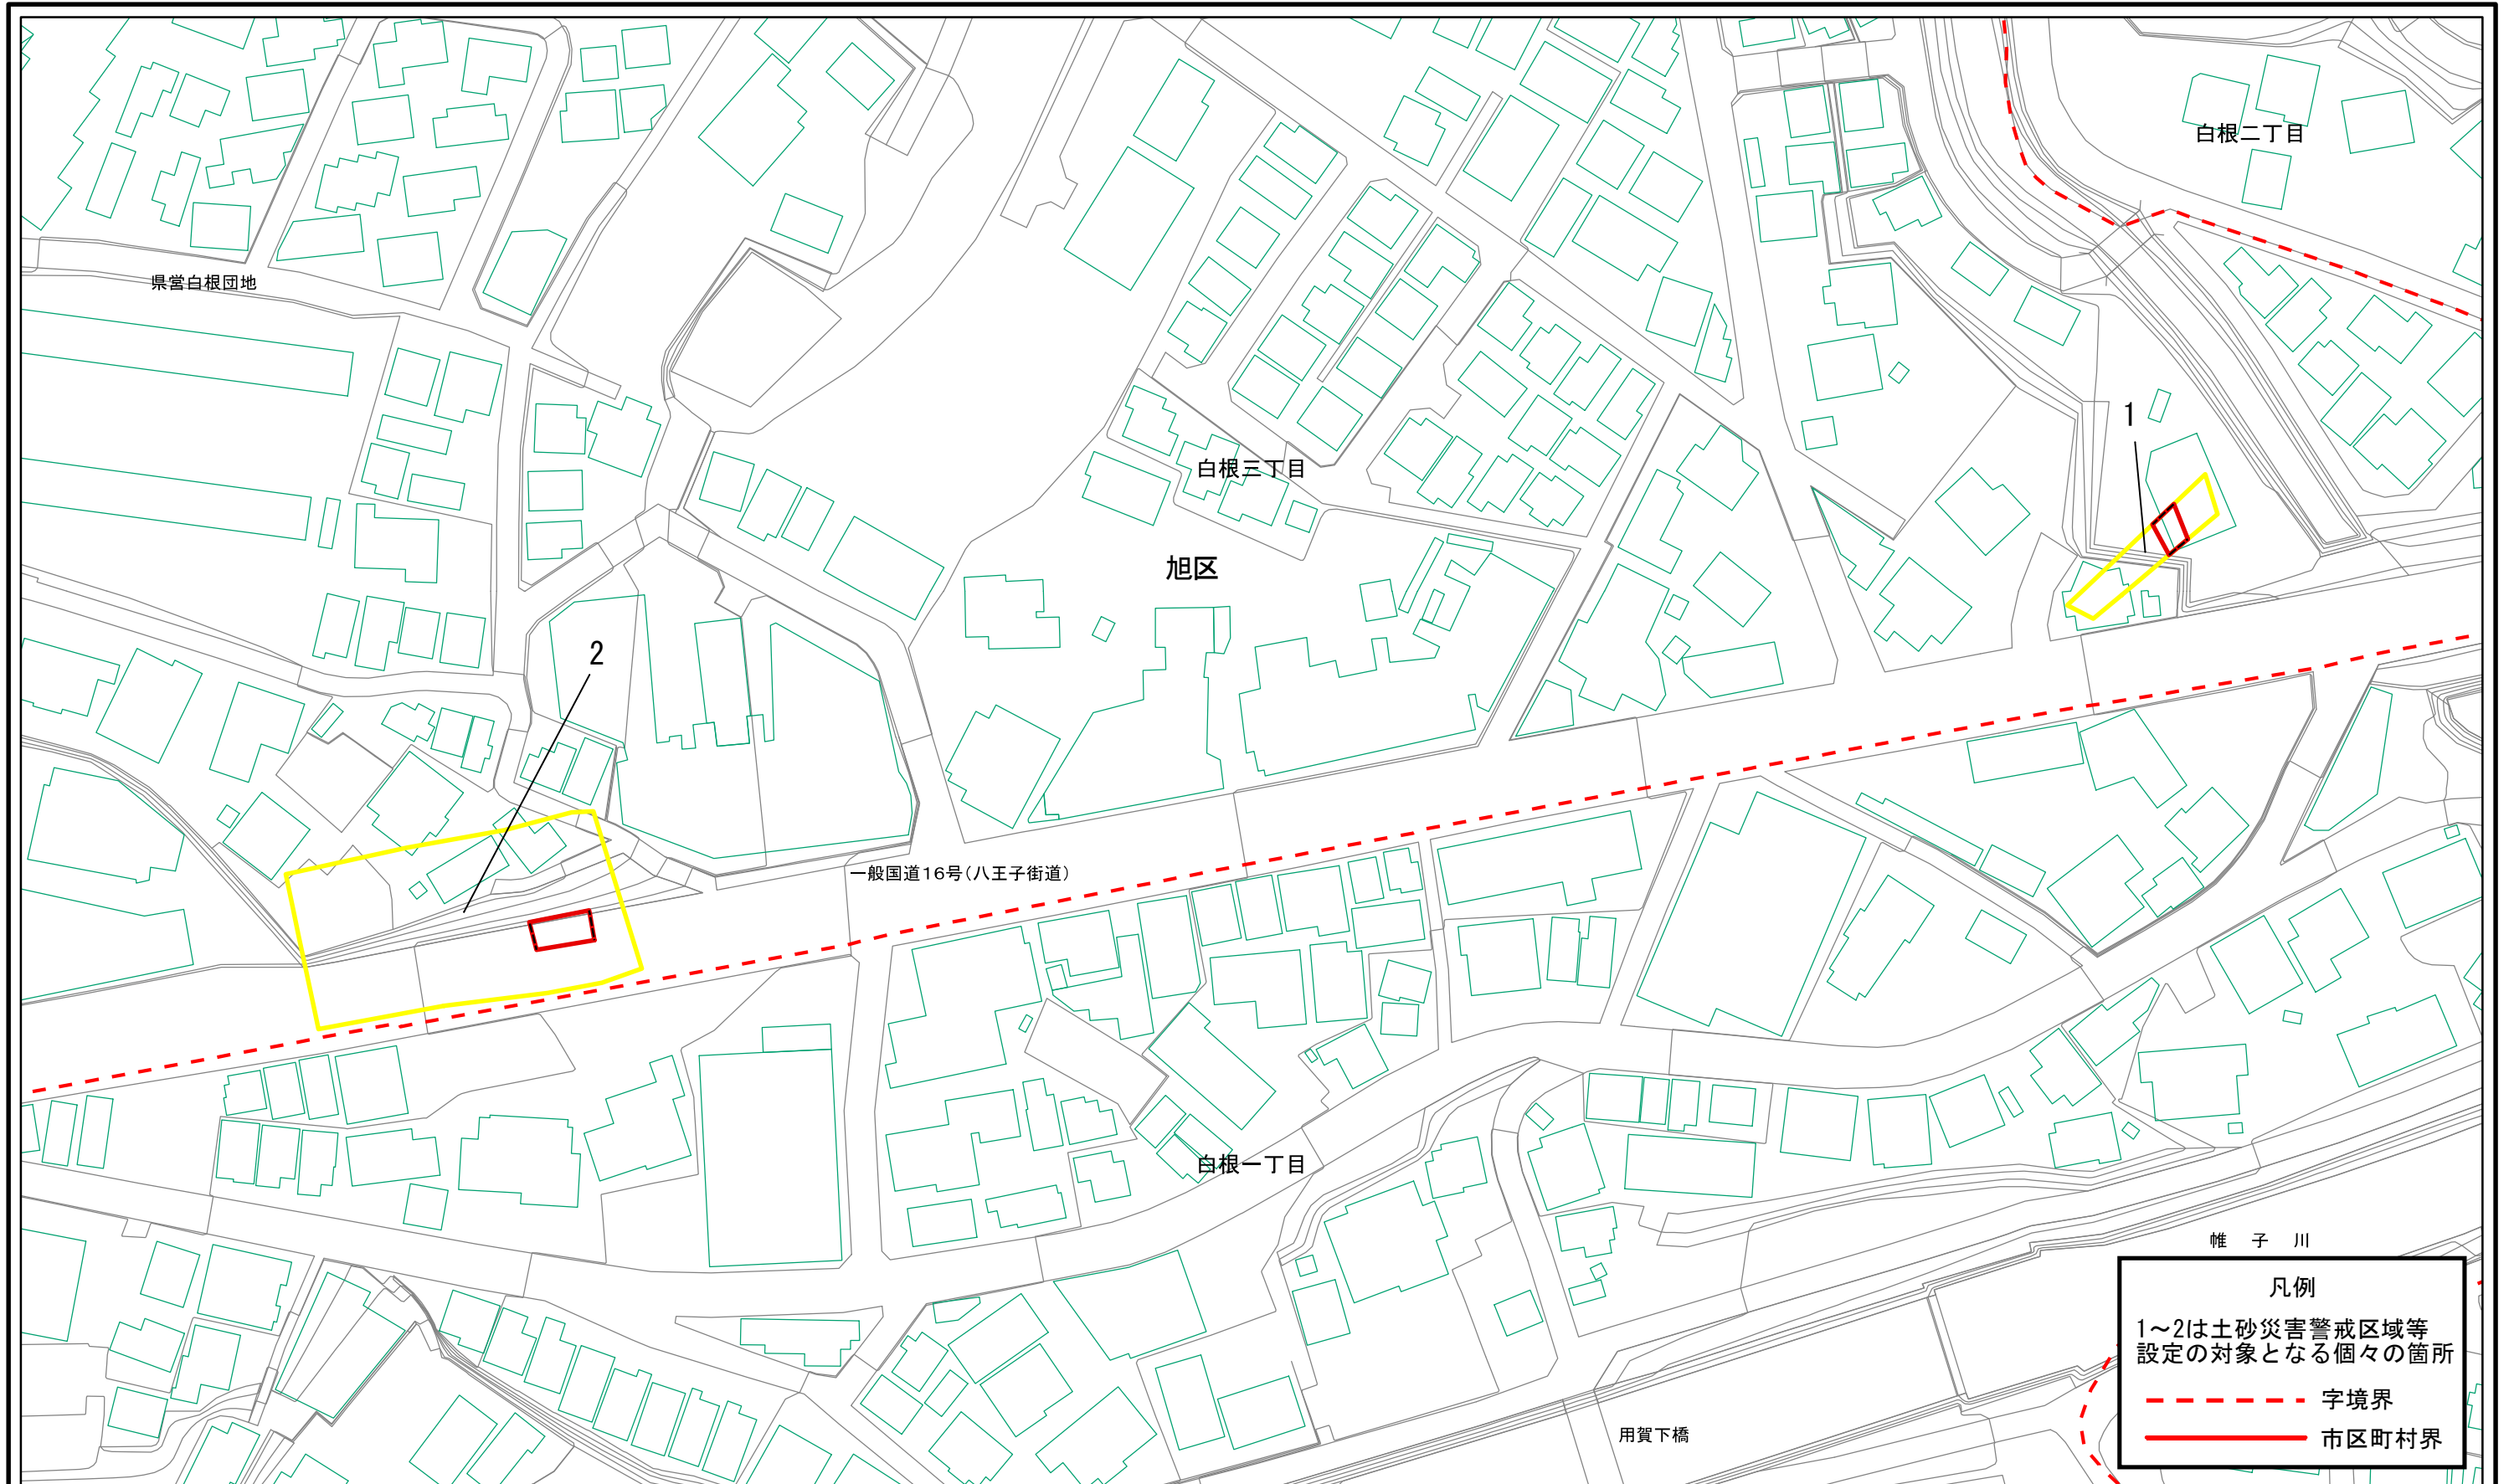 白根二丁目
県営白根団地
1
白根三丁目
旭区
2
一般国道16号(八王子街道)
白根一丁目
帷子川
用賀下橋
凡例
1～2は土砂災害警戒区域等
設定の対象となる個々の箇所
字境界
市区町村界